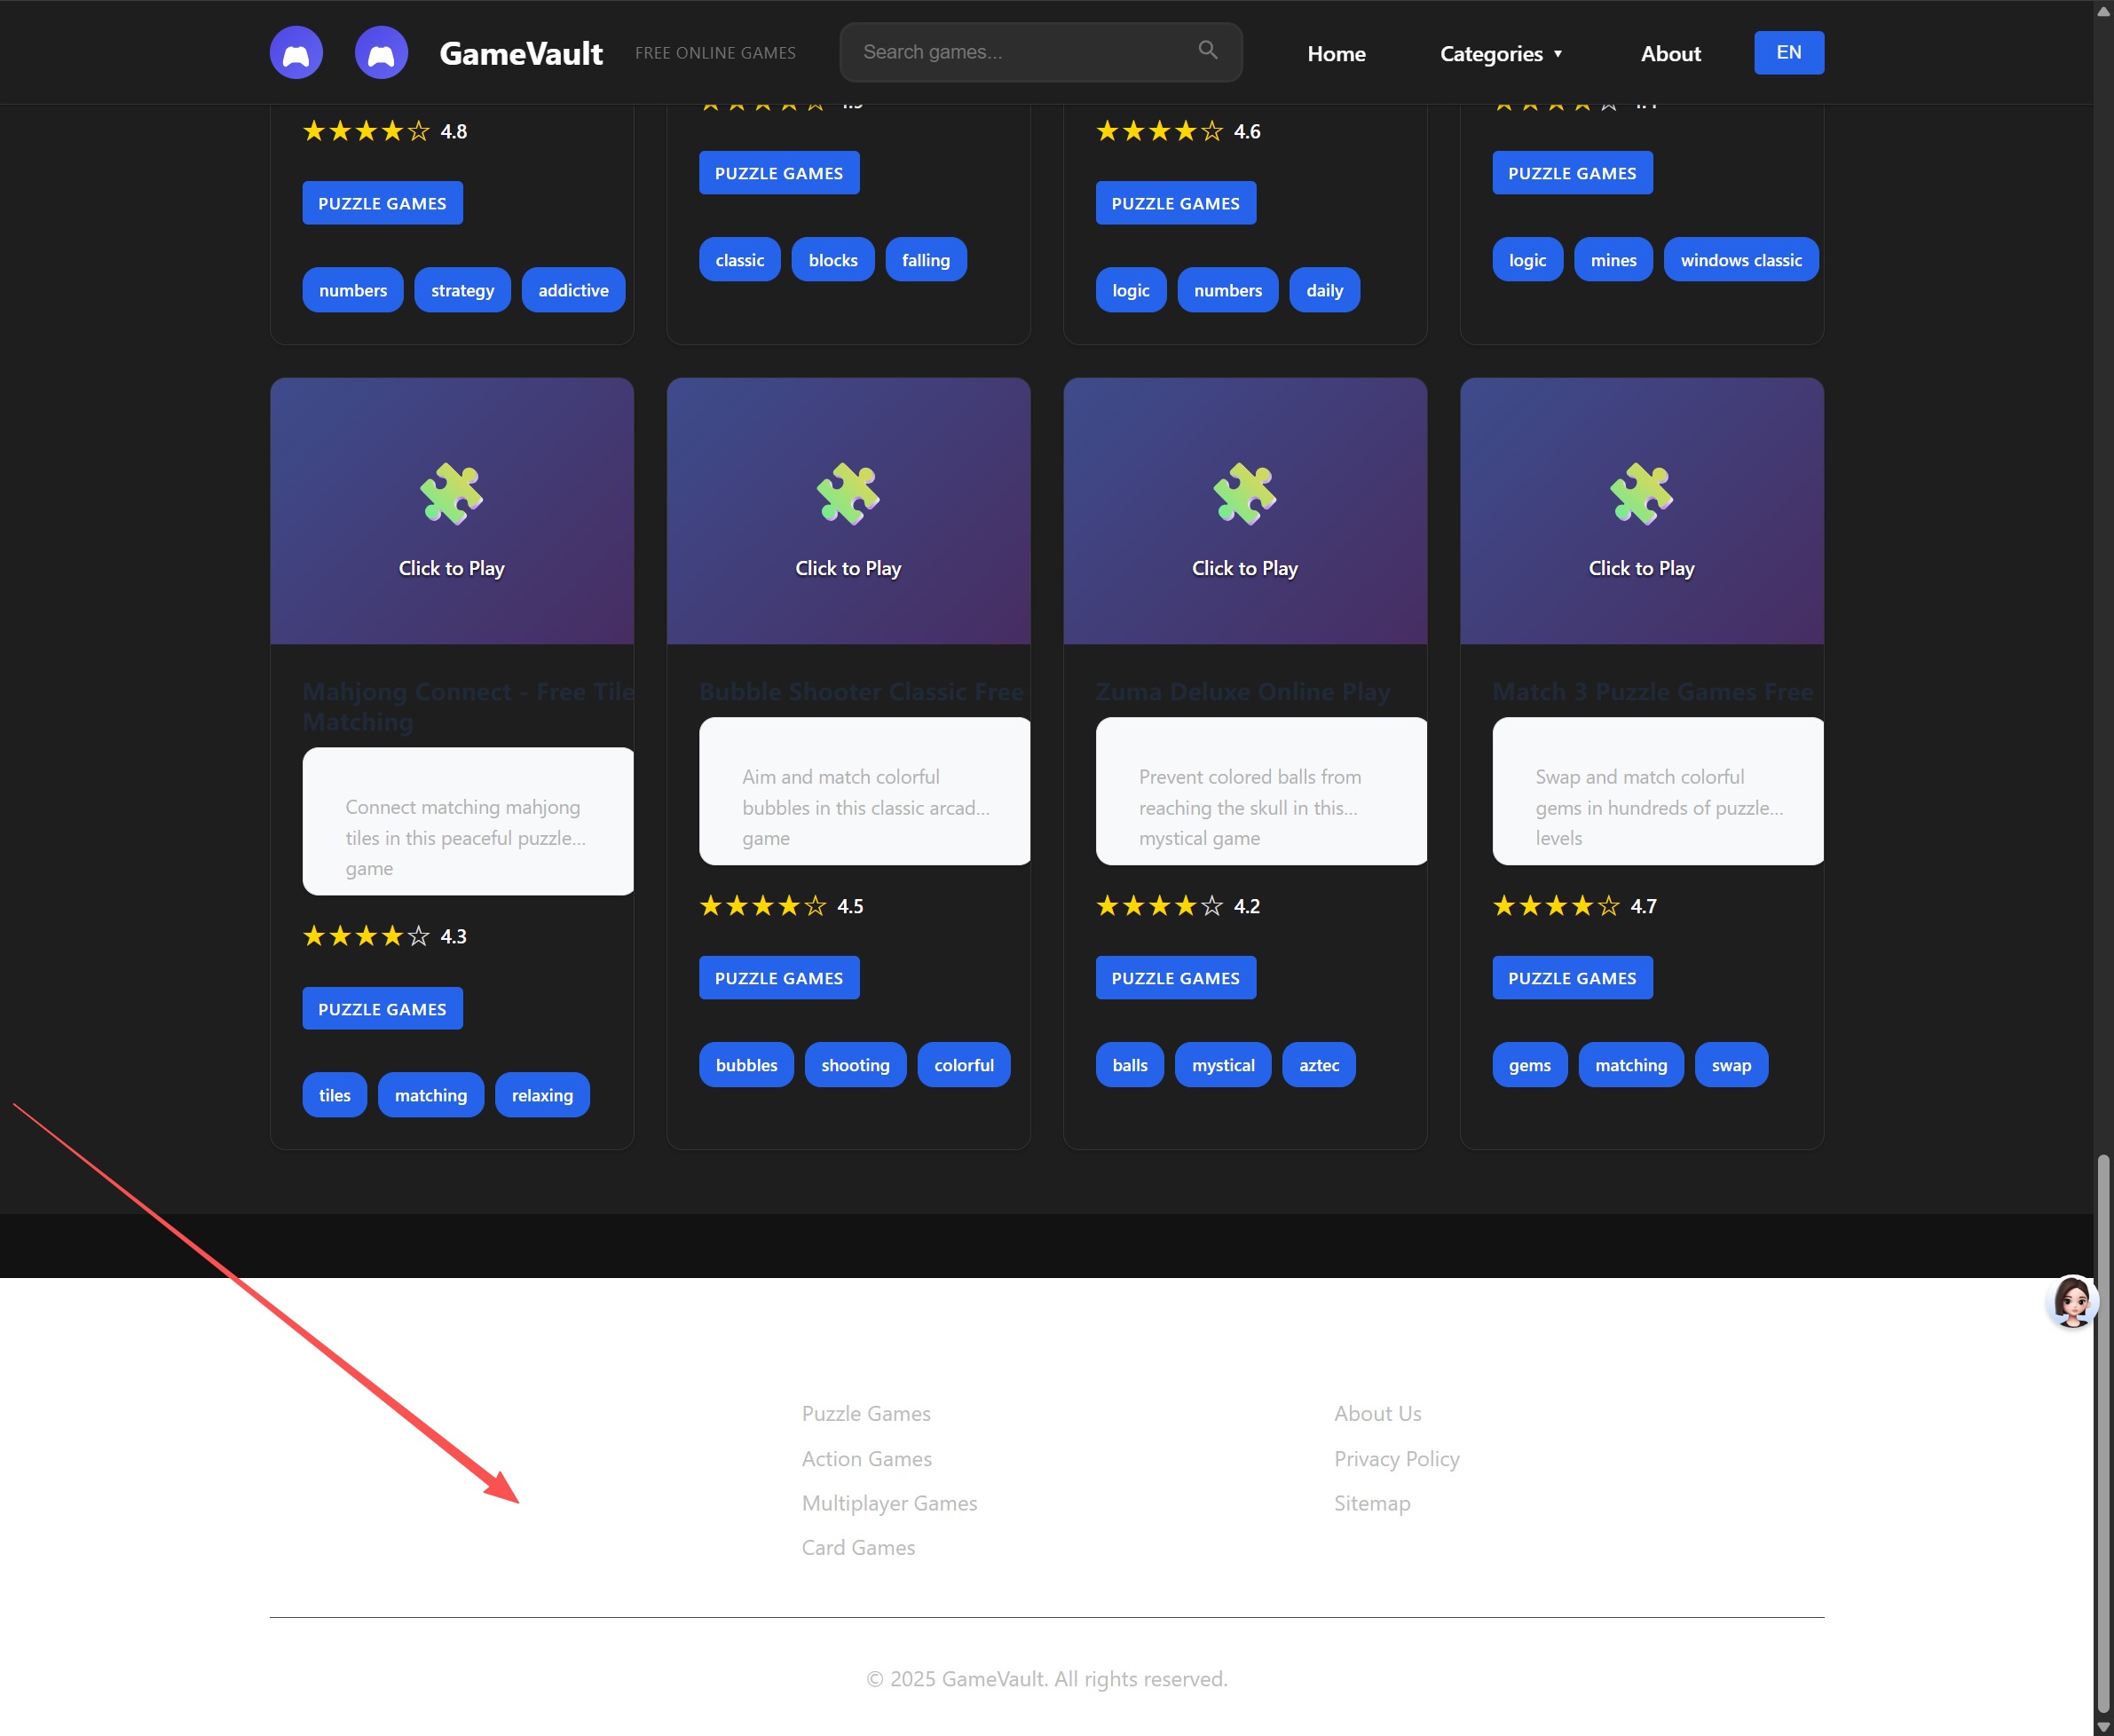 GameVault
FREE ONLINE GAMES
Search games...
Home
Categories ▼
About
EN
★★★★☆ 4.8
★★★★☆ 4.6
PUZZLE GAMES
PUZZLE GAMES
PUZZLE GAMES
PUZZLE GAMES
numbers strategy addictive
classic blocks falling
logic numbers daily
logic mines windows classic
Click to Play
Click to Play
Click to Play
Click to Play
Mahjong Connect - Free Tile
Matching
Connect matching mahjong
tiles in this peaceful puzzle...
game
★★★★☆ 4.3
PUZZLE GAMES
tiles matching relaxing
Bubble Shooter Classic Free
Aim and match colorful
bubbles in this classic arcad...
game
★★★★☆ 4.5
PUZZLE GAMES
bubbles shooting colorful
Zuma Deluxe Online Play
Prevent colored balls from
reaching the skull in this...
mystical game
★★★★☆ 4.2
PUZZLE GAMES
balls mystical aztec
Match 3 Puzzle Games Free
Swap and match colorful
gems in hundreds of puzzle...
levels
★★★★☆ 4.7
PUZZLE GAMES
gems matching swap
Puzzle Games
Action Games
Multiplayer Games
Card Games
About Us
Privacy Policy
Sitemap
© 2025 GameVault. All rights reserved.